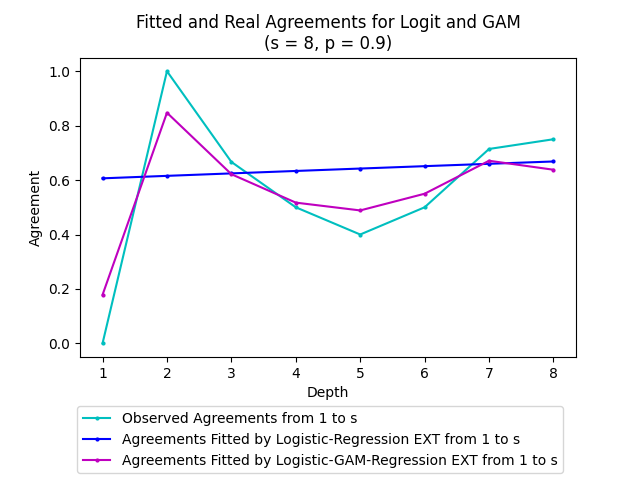 Fitted and Real Agreements for Logit and GAM
(s = 8, p = 0.9)
1.0
0.8
0.6
0.4
0.2
0.0
Agreement
1 2 3 4 5 6 7 8
Depth
Observed Agreements from 1 to s
Agreements Fitted by Logistic-Regression EXT from 1 to s
Agreements Fitted by Logistic-GAM-Regression EXT from 1 to s